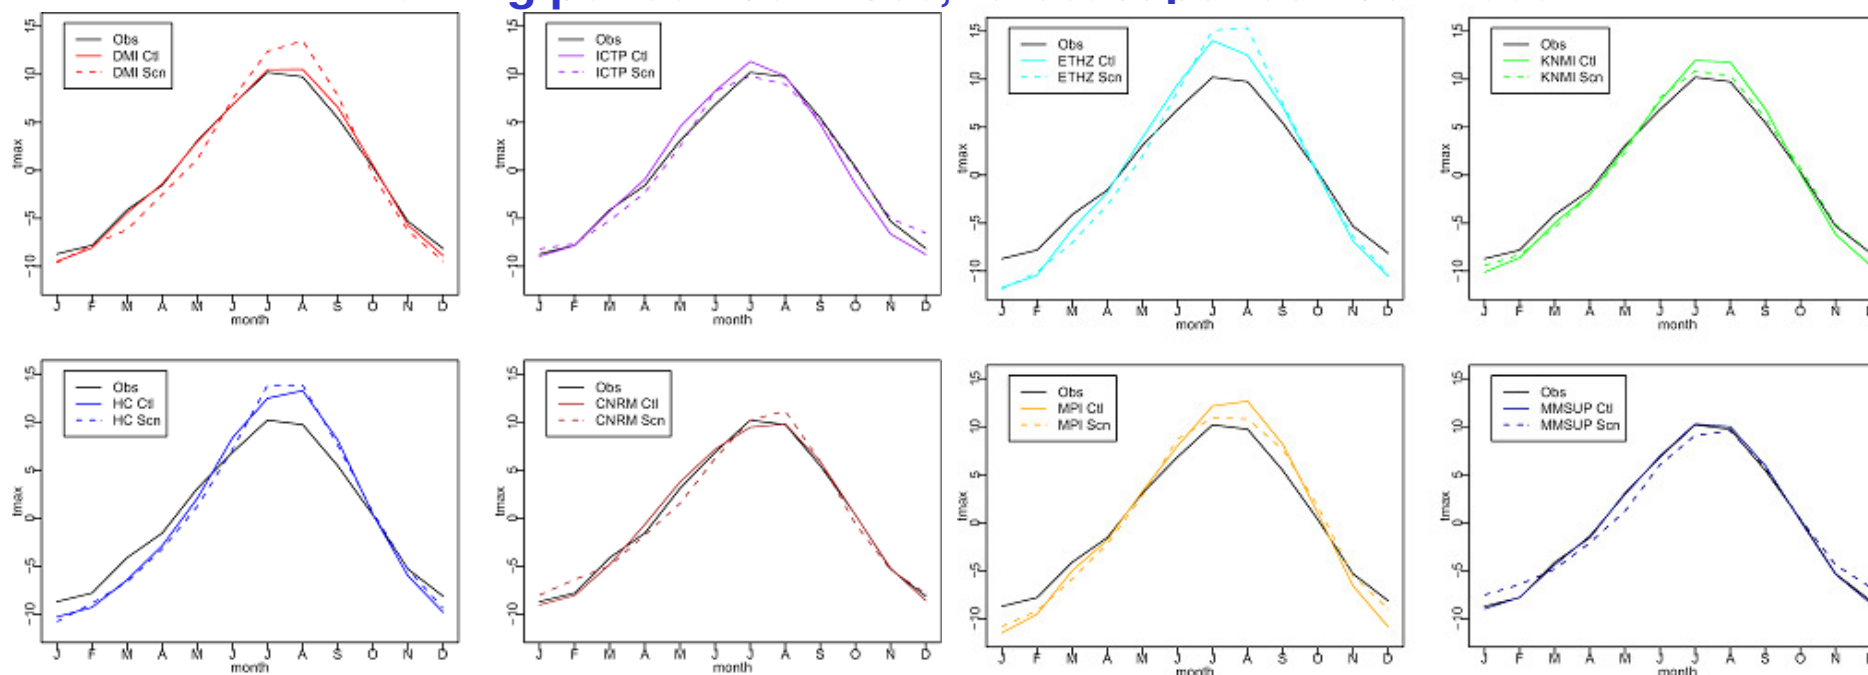 Obs
DMI Ctl
DMI Scn
15
10
5
0
−5
−10
tmax
J F M A M J J A S O N D
month
Obs
ICTP Ctl
ICTP Scn
15
10
5
0
−5
−10
tmax
J F M A M J J A S O N D
month
Obs
ETHZ Ctl
ETHZ Scn
15
10
5
0
−5
−10
tmax
J F M A M J J A S O N D
month
Obs
KNMI Ctl
KNMI Scn
15
10
5
0
−5
−10
tmax
J F M A M J J A S O N
month
Obs
HC Ctl
HC Scn
15
10
5
0
−5
−10
tmax
J F M A M J J A S O N D
month
Obs
CNRM Ctl
CNRM Scn
15
10
5
0
−5
−10
tmax
J F M A M J J A S O N D
month
Obs
MPI Ctl
MPI Scn
15
10
5
0
−5
−10
tmax
J F M A M J J A S O N D
month
Obs
MMSUP Ctl
MMSUP Scn
15
10
5
0
−5
−10
tmax
J F M A M J J A S O N
month